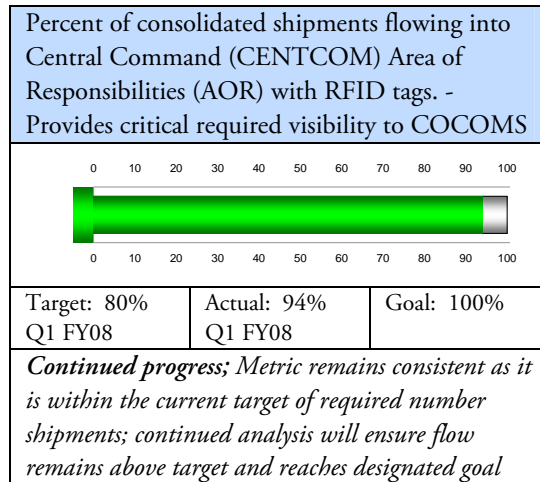 Percent of consolidated shipments flowing into
Central Command (CENTCOM) Area of
Responsibilities (AOR) with RFID tags. -
Provides critical required visibility to COCOMS
0 10 20 30 40 50 60 70 80 90 100
0 10 20 30 40 50 60 70 80 90 100
Target: 80%
Q1 FY08
Actual: 94%
Q1 FY08
Goal: 100%
Continued progress; Metric remains consistent as it
is within the current target of required number
shipments; continued analysis will ensure flow
remains above target and reaches designated goal